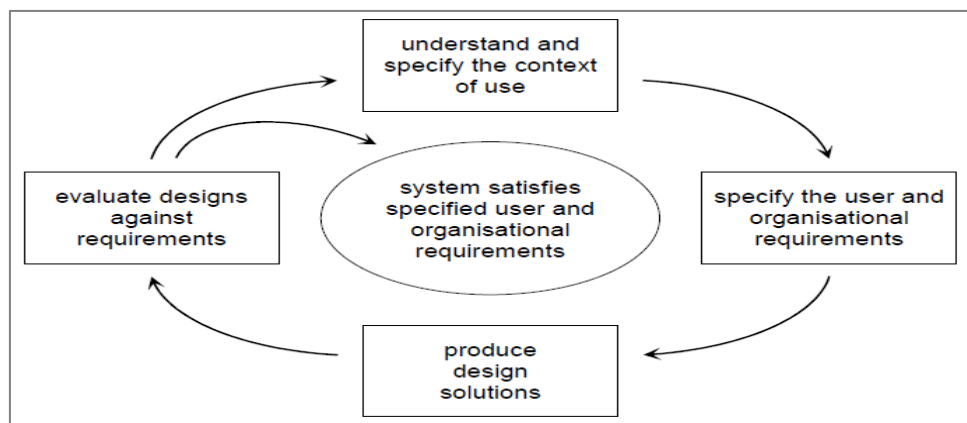 understand and
specify the context
of use
evaluate designs
against
requirements
system satisfies
specified user and
organisational
requirements
specify the user and
organisational
requirements
produce
design
solutions